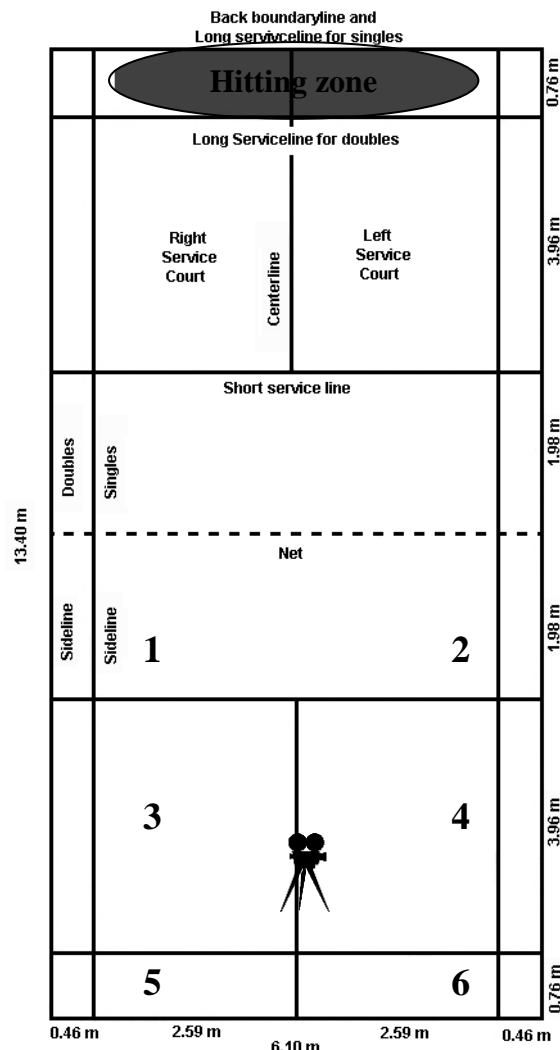 Back boundaryline and
Long servivceline for singles
Hitting zone
0.76 m
Long Serviceline for doubles
Right
Service
Court
Centerline
Left
Service
Court
3.96 m
Short service line
Doubles
Singles
1.98 m
13.40 m
Net
Sideline
Sideline
1
2
1.98 m
3
4
3.96 m
5
6
0.76 m
0.46 m
2.59 m
2.59 m
0.46 m
6.10 m